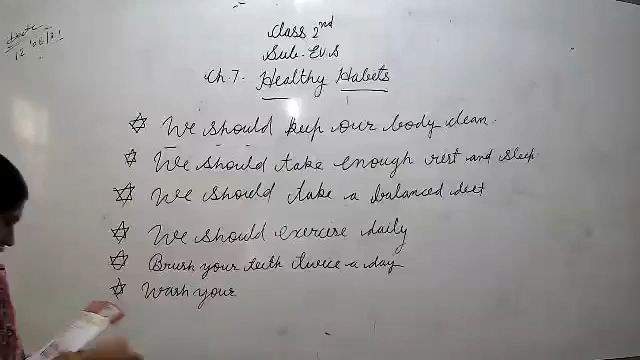 Class 2nd
Sub- EVS
Ch 7- Healthy Habits
We should keep our body clean.
We should take enough rest and sleep.
We should take a balanced diet
We should exercise daily
Brush your teeth twice a day
Wash your